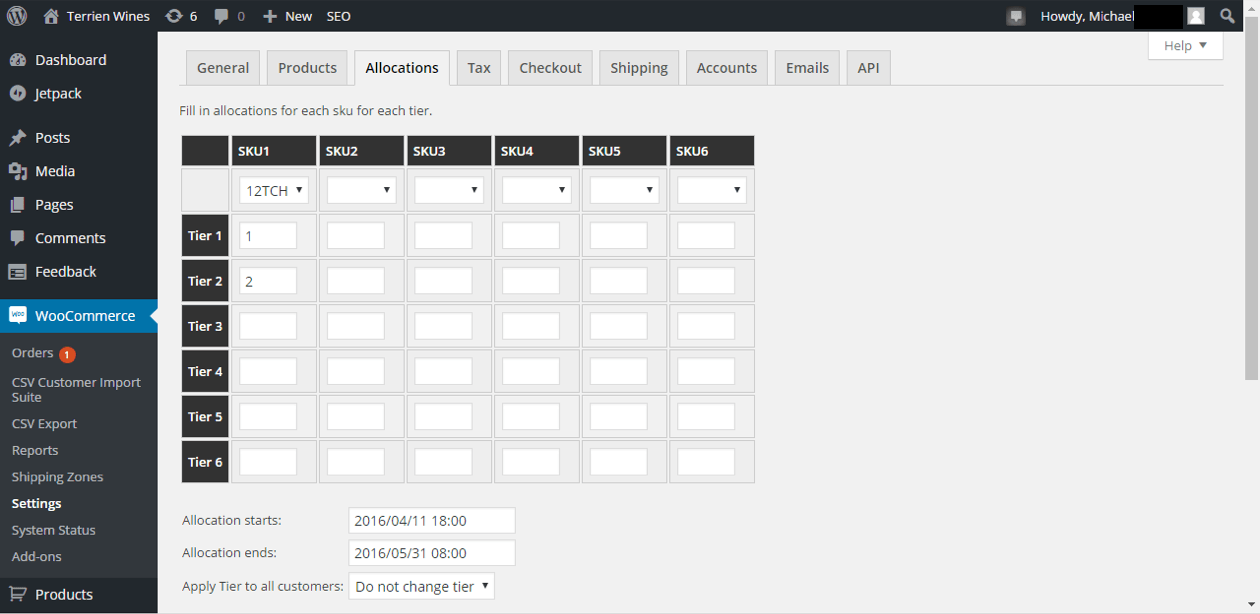 Terrien Wines 6 0 New SEO Howdy, Michael
Help
Dashboard
Jetpack
Posts
Media
Pages
Comments
Feedback
WooCommerce
Orders 1
CSV Customer Import
Suite
CSV Export
Reports
Shipping Zones
Settings
System Status
Add-ons
Products
General Products Allocations Tax Checkout Shipping Accounts Emails API
Fill in allocations for each sku for each tier.
SKU1 SKU2 SKU3 SKU4 SKU5 SKU6
12TCH
Tier 1 1
Tier 2 2
Tier 3
Tier 4
Tier 5
Tier 6
Allocation starts: 2016/04/11 18:00
Allocation ends: 2016/05/31 08:00
Apply Tier to all customers: Do not change tier